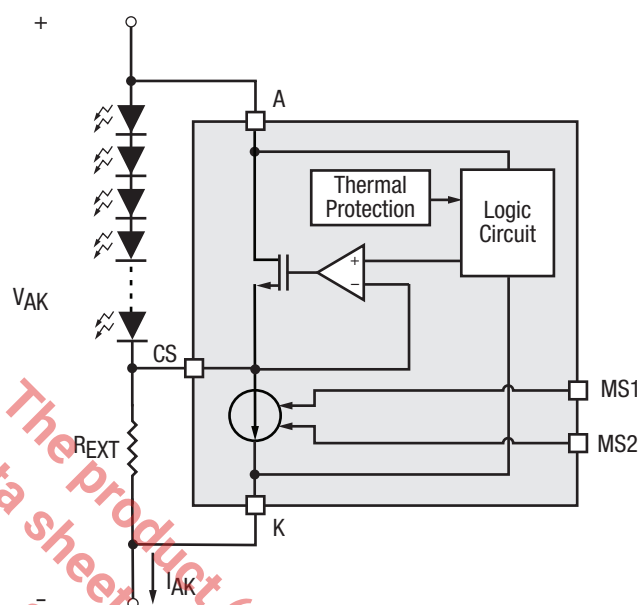 +
A
Thermal
Protection
Logic
Circuit
+
−
VAK
CS
MS1
REXT
MS2
K
IAK
-
The product
ta sheet